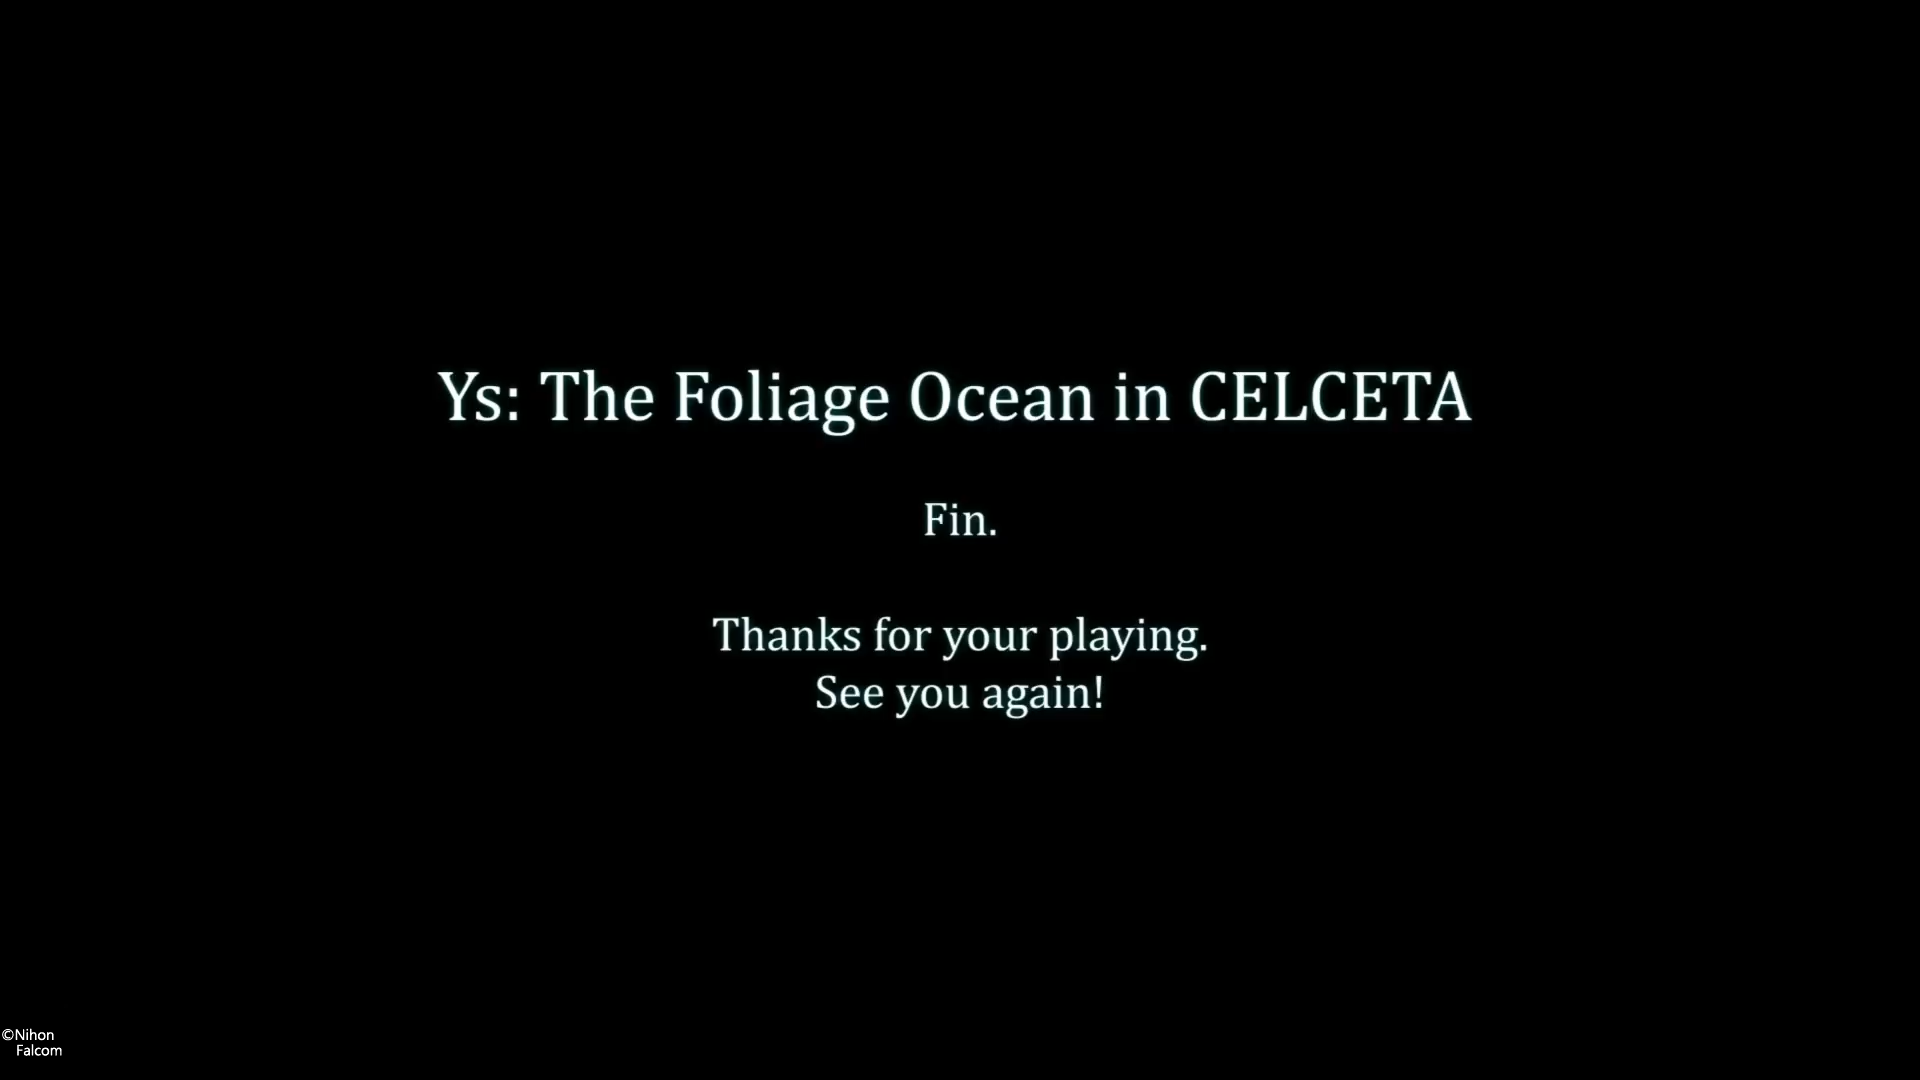 Ys: The Foliage Ocean in CELCETA
Fin.
Thanks for your playing.
See you again!
©Nihon
Falcom